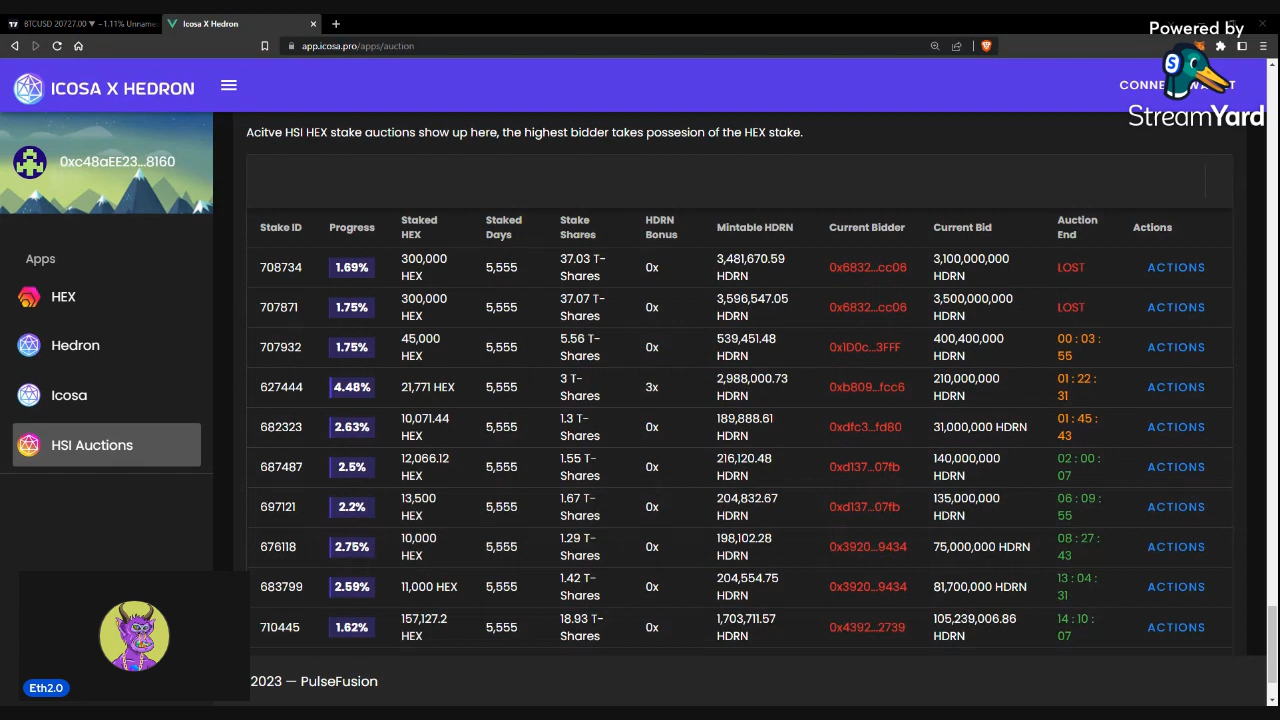 BTCUSD 20727.00 ▼ −1.11% Unname
Icosa X Hedron
app.icosa.pro/apps/auction
Powered by
StreamYard
ICOSA X HEDRON
0xc48aEE23...8160
Apps
HEX
Hedron
Icosa
HSI Auctions
Acitve HSI HEX stake auctions show up here, the highest bidder takes possesion of the HEX stake.
Stake ID Progress Staked HEX Staked Days Stake Shares HDRN Bonus Mintable HDRN Current Bidder Current Bid Auction End Actions
708734 1.69% 300,000 HEX 5,555 37.03 T-Shares 0x 3,481,670.59 HDRN 0x6832...cc06 3,100,000,000 HDRN LOST ACTIONS
707871 1.75% 300,000 HEX 5,555 37.07 T-Shares 0x 3,596,547.05 HDRN 0x6832...cc06 3,500,000,000 HDRN LOST ACTIONS
707932 1.75% 45,000 HEX 5,555 5.56 T-Shares 0x 539,451.48 HDRN 0x1D0c...3FFF 400,400,000 HDRN 00 : 03 : 55 ACTIONS
627444 4.48% 21,771 HEX 5,555 3 T-Shares 3x 2,988,000.73 HDRN 0xb809...fcc6 210,000,000 HDRN 01 : 22 : 31 ACTIONS
682323 2.63% 10,071.44 HEX 5,555 1.3 T-Shares 0x 189,888.61 HDRN 0xdfc3...fd80 31,000,000 HDRN 01 : 45 : 43 ACTIONS
687487 2.5% 12,066.12 HEX 5,555 1.55 T-Shares 0x 216,120.48 HDRN 0xd137...07fb 140,000,000 HDRN 02 : 00 : 07 ACTIONS
697121 2.2% 13,500 HEX 5,555 1.67 T-Shares 0x 204,832.67 HDRN 0xd137...07fb 135,000,000 HDRN 06 : 09 : 55 ACTIONS
676118 2.75% 10,000 HEX 5,555 1.29 T-Shares 0x 198,102.28 HDRN 0x3920...9434 75,000,000 HDRN 08 : 27 : 43 ACTIONS
683799 2.59% 11,000 HEX 5,555 1.42 T-Shares 0x 204,554.75 HDRN 0x3920...9434 81,700,000 HDRN 13 : 04 : 31 ACTIONS
710445 1.62% 157,127.2 HEX 5,555 18.93 T-Shares 0x 1,703,711.57 HDRN 0x4392...2739 105,239,006.86 HDRN 14 : 10 : 07 ACTIONS
Eth2.0
2023 — PulseFusion